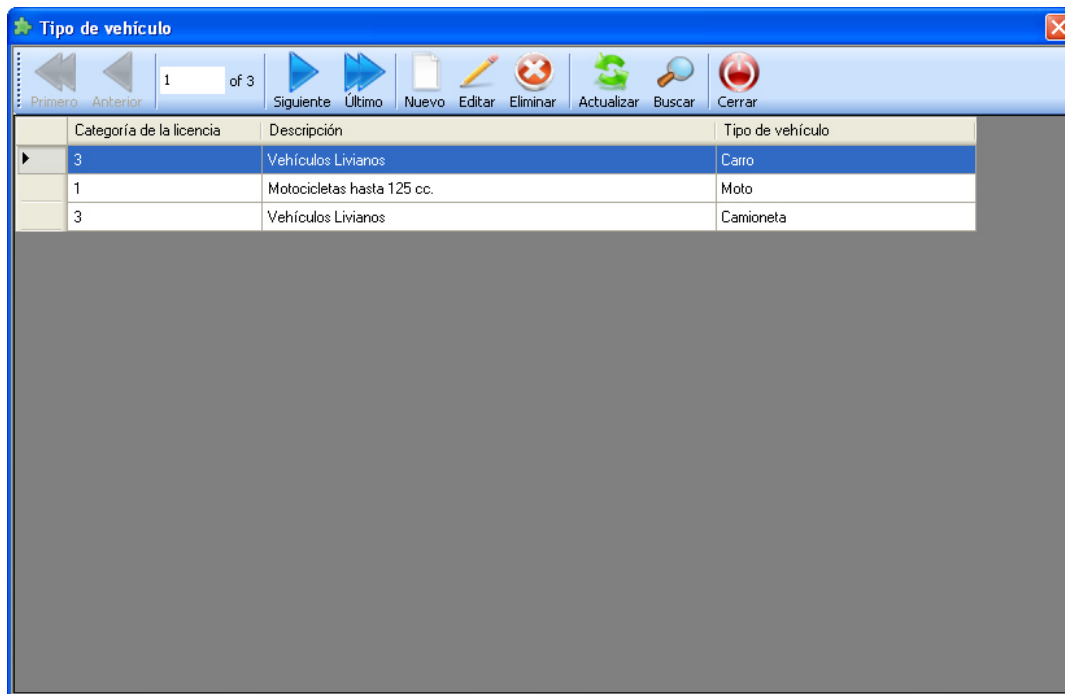 Tipo de vehículo
Primero Anterior 1 of 3 Siguiente Último Nuevo Editar Eliminar Actualizar Buscar Cerrar
Categoría de la licencia Descripción Tipo de vehículo
3 Vehículos Livianos Carro
1 Motocicletas hasta 125 cc. Moto
3 Vehículos Livianos Camioneta